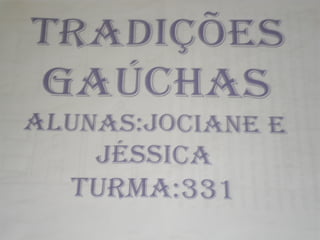 TRADIÇÕES
GAÚCHAS
ALUNAS:JOCIANE E
JÉSSICA
TURMA:331